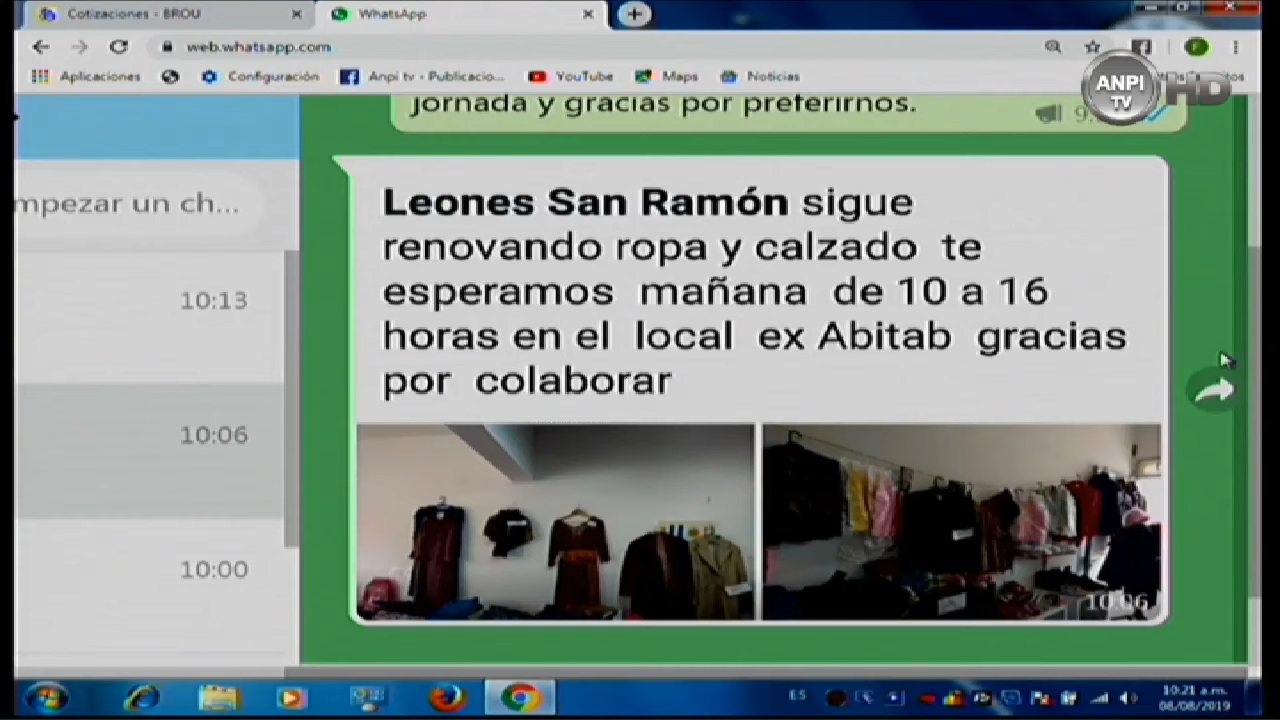 Cotizaciones - BROU
WhatsApp
web.whatsapp.com
Aplicaciones
Configuración
Anpi tv - Publicacio...
YouTube
Maps
Noticias
ANPI
TV
HD
jornada y gracias por preferirnos.
mpezar un ch...
Leones San Ramón sigue
renovando ropa y calzado te
esperamos mañana de 10 a 16
horas en el local ex Abitab gracias
por colaborar
10:13
10:06
10:00
10:06
ES
10:21 a.m.
08/08/2019